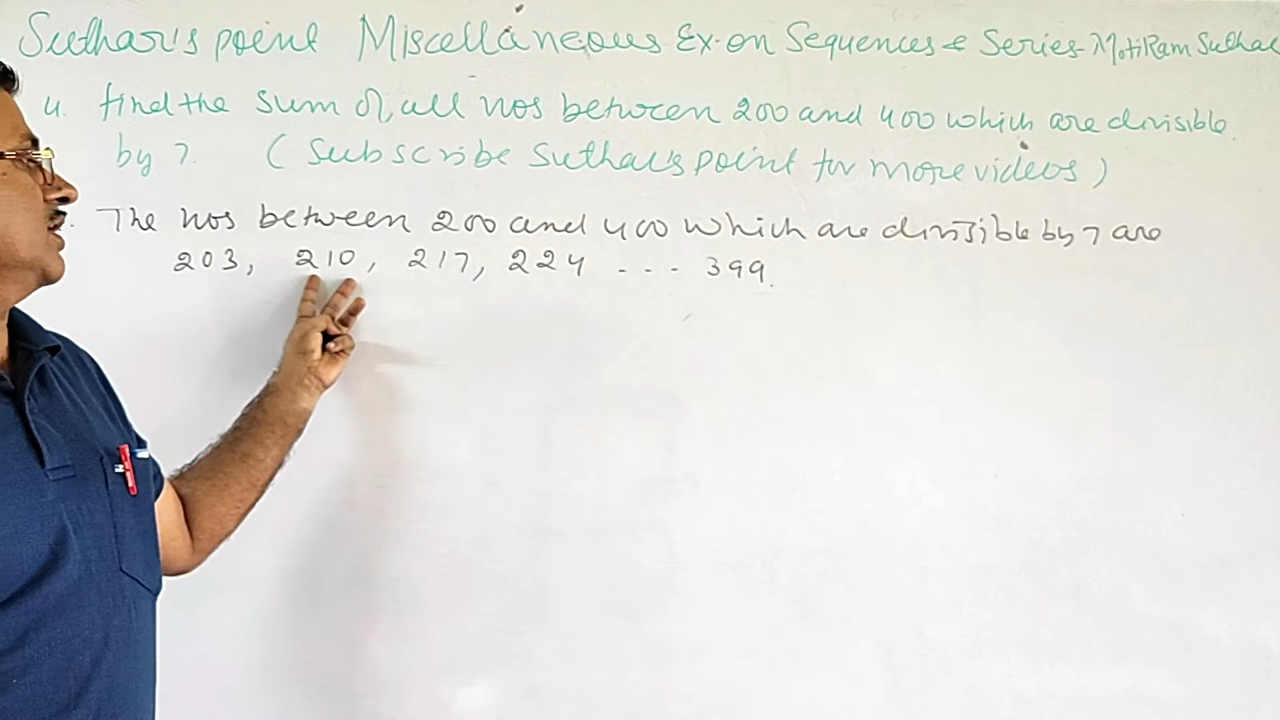 Suthar's point Miscellaneous Ex. on Sequences & Series - MotiRam Suthar
4. find the sum of all nos between 200 and 400 which are divisible
by 7. (Subscribe Suthar's point for more videos)
The nos between 200 and 400 which are divisible by 7 are
203, 210, 217, 224 --- 399.